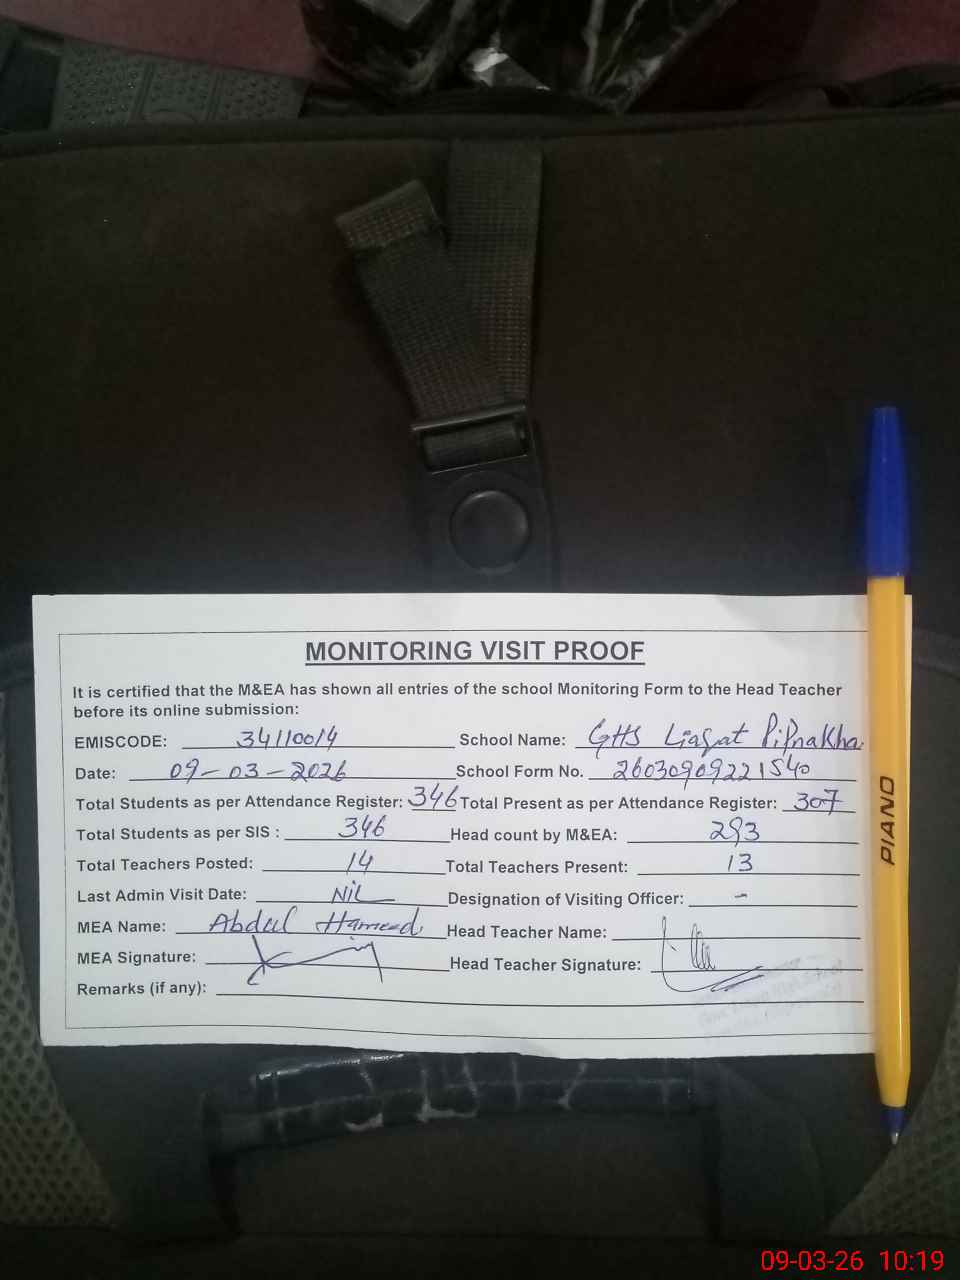 MONITORING VISIT PROOF
It is certified that the M&EA has shown all entries of the school Monitoring Form to the Head Teacher
before its online submission:
EMISCODE: 34110014 School Name: GHS Liaqat Pipnakha
Date: 09-03-2026 School Form No. 26030909221540
Total Students as per Attendance Register: 346 Total Present as per Attendance Register: 307
Total Students as per SIS : 346 Head count by M&EA: 293
Total Teachers Posted: 14 Total Teachers Present: 13
Last Admin Visit Date: NiL Designation of Visiting Officer: -
MEA Name: Abdul Hameed Head Teacher Name:
MEA Signature: Head Teacher Signature:
Remarks (if any):
PIANO
09-03-26 10:19